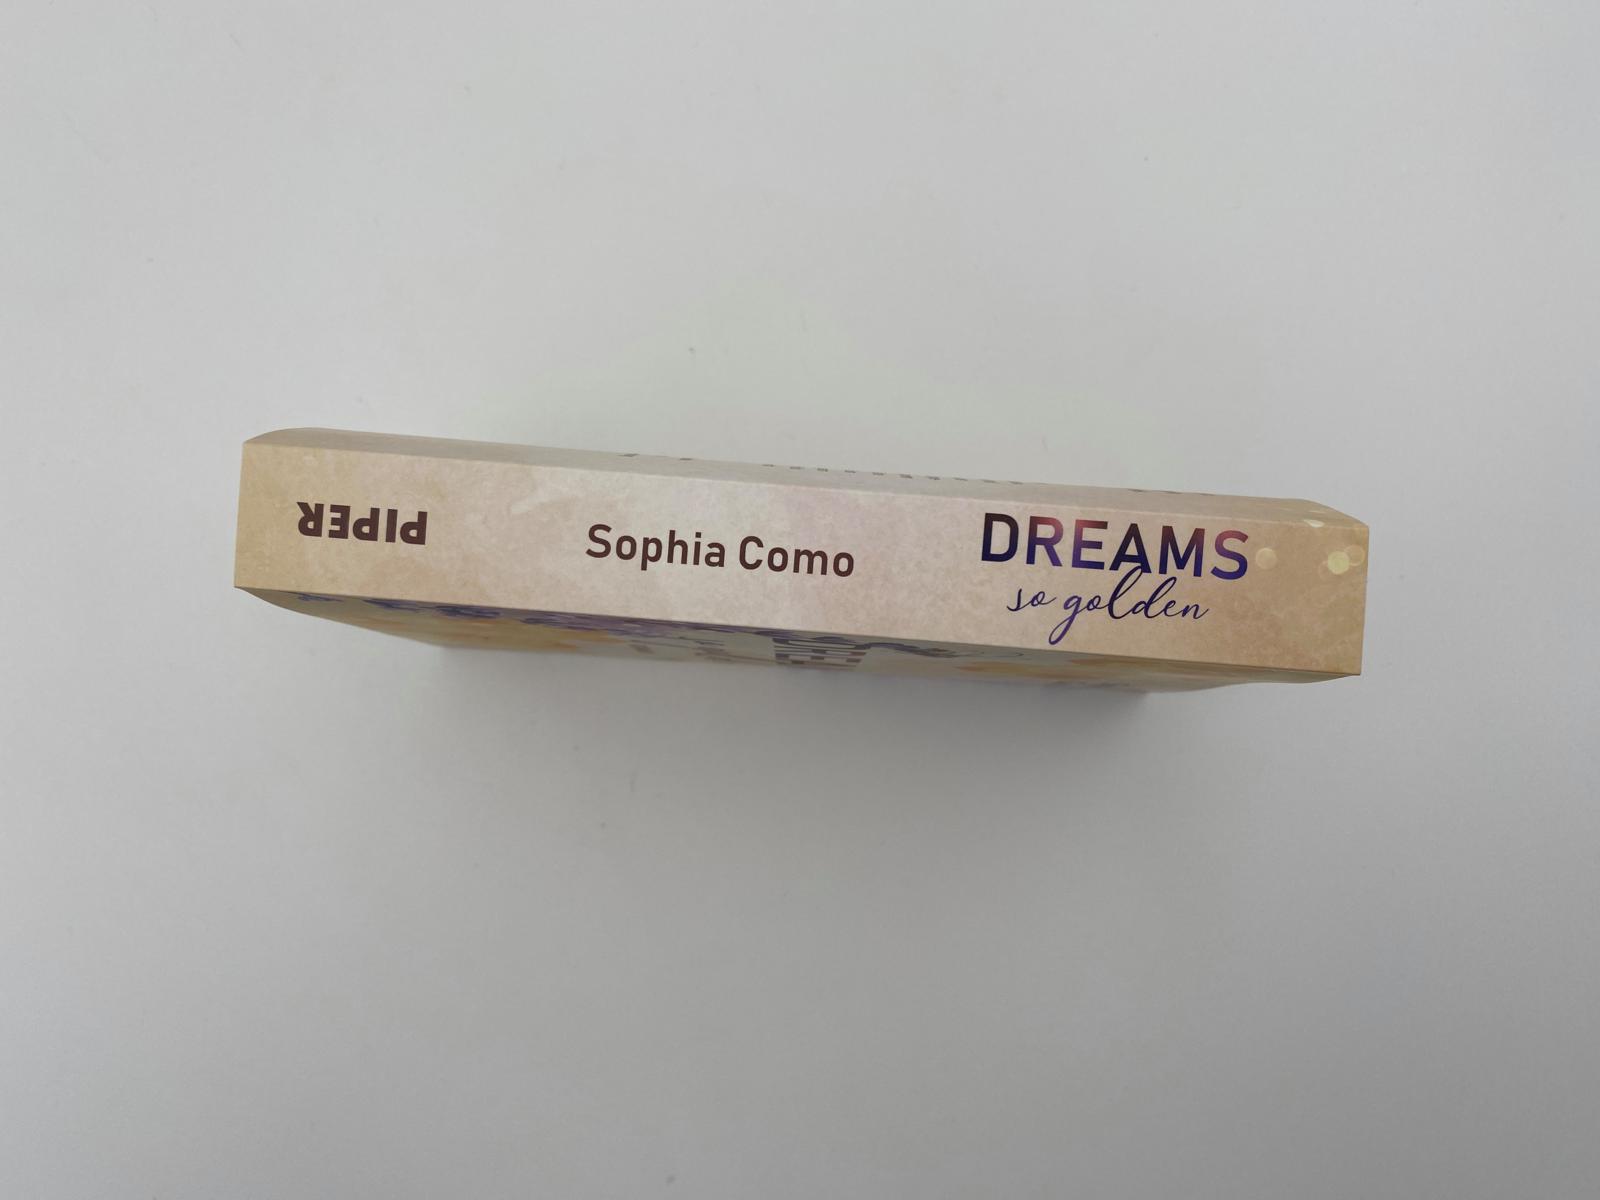 PIPER
Sophia Como
DREAMS
so golden